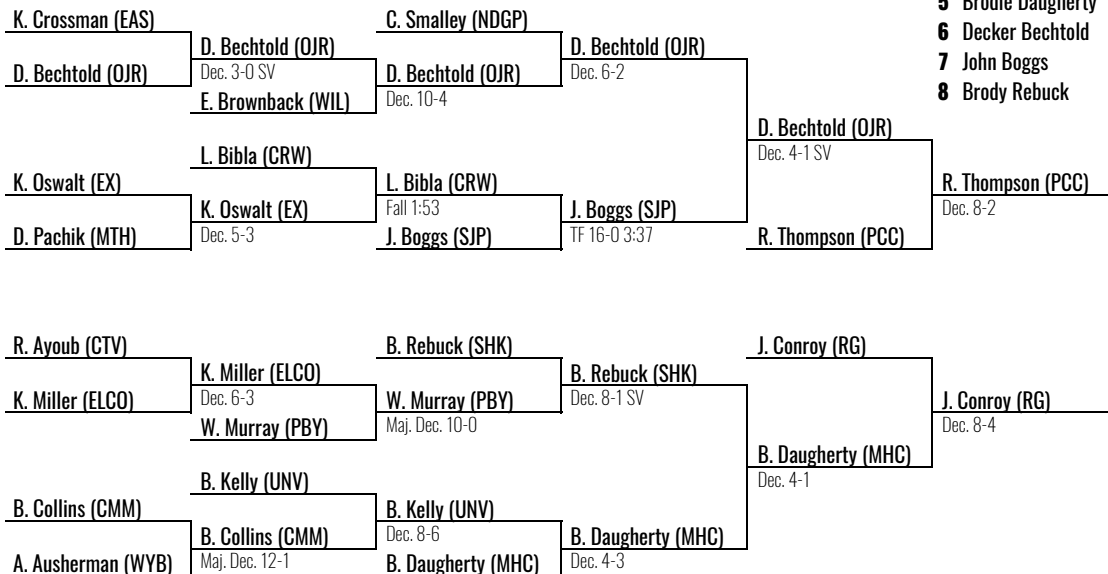 5 Brodie Daugherty
K. Crossman (EAS)
C. Smalley (NDGP)
6 Decker Bechtold
D. Bechtold (OJR)
D. Bechtold (OJR)
D. Bechtold (OJR)
Dec. 3-0 SV
D. Bechtold (OJR)
Dec. 6-2
7 John Boggs
E. Brownback (WIL)
Dec. 10-4
8 Brody Rebuck
D. Bechtold (OJR)
L. Bibla (CRW)
Dec. 4-1 SV
K. Oswalt (EX)
L. Bibla (CRW)
R. Thompson (PCC)
K. Oswalt (EX)
Fall 1:53
J. Boggs (SJP)
Dec. 8-2
D. Pachik (MTH)
Dec. 5-3
J. Boggs (SJP)
TF 16-0 3:37
R. Thompson (PCC)
R. Ayoub (CTV)
B. Rebuck (SHK)
J. Conroy (RG)
K. Miller (ELCO)
B. Rebuck (SHK)
K. Miller (ELCO)
Dec. 6-3
W. Murray (PBY)
Dec. 8-1 SV
J. Conroy (RG)
W. Murray (PBY)
Maj. Dec. 10-0
Dec. 8-4
B. Daugherty (MHC)
B. Kelly (UNV)
Dec. 4-1
B. Collins (CMM)
B. Kelly (UNV)
B. Collins (CMM)
Dec. 8-6
B. Daugherty (MHC)
A. Ausherman (WYB)
Maj. Dec. 12-1
B. Daugherty (MHC)
Dec. 4-3